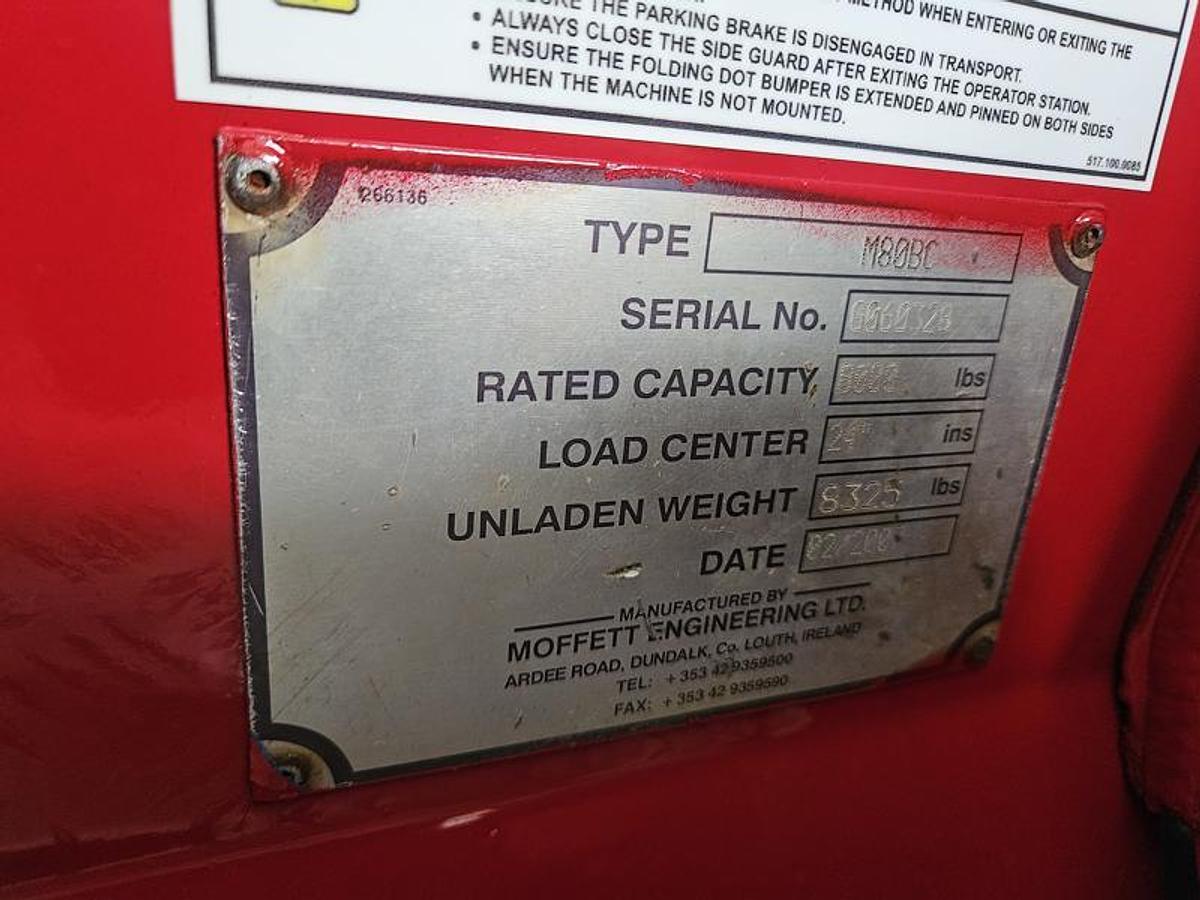 METHOD WHEN ENTERING OR EXITING THE
THE PARKING BRAKE IS DISENGAGED IN TRANSPORT.
• ALWAYS CLOSE THE SIDE GUARD AFTER EXITING THE OPERATOR STATION.
• ENSURE THE FOLDING DOT BUMPER IS EXTENDED AND PINNED ON BOTH SIDES
WHEN THE MACHINE IS NOT MOUNTED.
517.100.0085
266136
TYPE M80BC
SERIAL No. G060328
RATED CAPACITY, lbs
LOAD CENTER 24" ins
UNLADEN WEIGHT 8325 lbs
DATE
MANUFACTURED BY
MOFFETT ENGINEERING LTD.
ARDEE ROAD, DUNDALK, Co. LOUTH, IRELAND
TEL: +353 42 9359500
FAX: +353 42 9359590